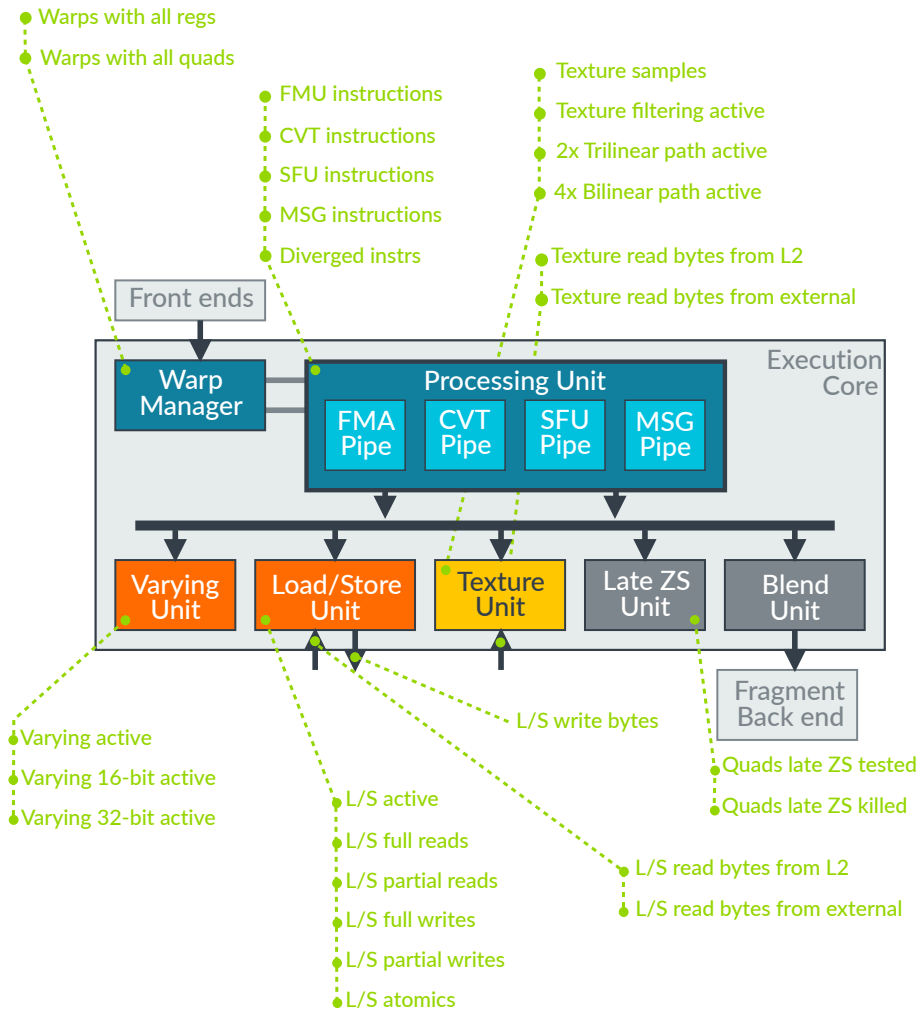 Warps with all regs
Warps with all quads
FMU instructions
CVT instructions
SFU instructions
MSG instructions
Diverged instrs
Texture samples
Texture filtering active
2x Trilinear path active
4x Bilinear path active
Texture read bytes from L2
Texture read bytes from external
Front ends
Execution
Core
Warp
Manager
Processing Unit
FMA
Pipe
CVT
Pipe
SFU
Pipe
MSG
Pipe
Varying
Unit
Load/Store
Unit
Texture
Unit
Late ZS
Unit
Blend
Unit
Fragment
Back end
L/S write bytes
Varying active
Varying 16-bit active
Varying 32-bit active
Quads late ZS tested
Quads late ZS killed
L/S active
L/S full reads
L/S partial reads
L/S full writes
L/S partial writes
L/S atomics
L/S read bytes from L2
L/S read bytes from external